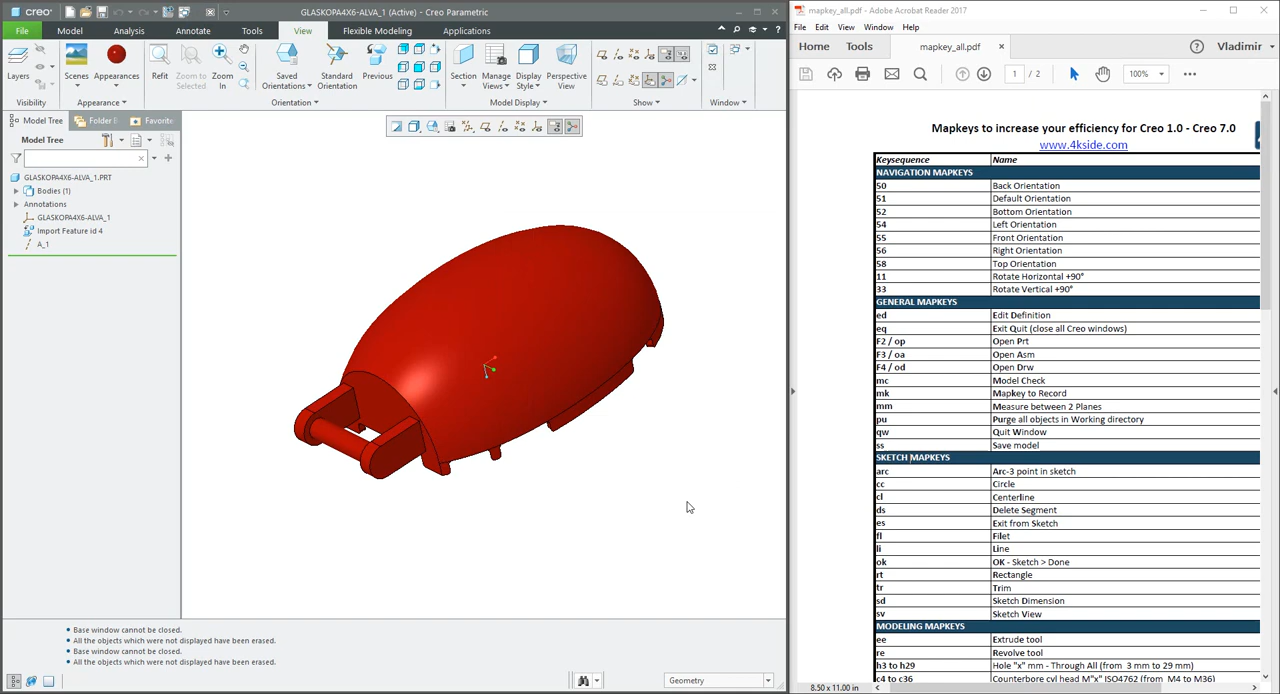 creo
GLASKOPA4X6-ALVA_1 (Active) - Creo Parametric
File
Model
Analysis
Annotate
Tools
View
Flexible Modeling
Applications
Layers
Scenes
Appearances
Refit
Zoom to Selected
Zoom In
Saved Orientations
Standard Orientation
Previous
Section
Manage Views
Display Style
Perspective View
Visibility
Appearance
Orientation
Model Display
Show
Window
Model Tree
Folder
Favorite
Model Tree
GLASKOPA4X6-ALVA_1.PRT
Bodies (1)
Annotations
GLASKOPA4X6-ALVA_1
Import Feature id 4
A_1
• Base window cannot be closed.
• All the objects which were not displayed have been erased.
• Base window cannot be closed.
• All the objects which were not displayed have been erased.
Geometry
mapkey_all.pdf - Adobe Acrobat Reader 2017
File Edit View Window Help
Home Tools mapkey_all.pdf × Vladimir
1 / 2 100%
Mapkeys to increase your efficiency for Creo 1.0 - Creo 7.0
www.4kside.com
Keysequence Name
NAVIGATION MAPKEYS
50 Back Orientation
51 Default Orientation
52 Bottom Orientation
54 Left Orientation
55 Front Orientation
56 Right Orientation
58 Top Orientation
11 Rotate Horizontal +90°
33 Rotate Vertical +90°
GENERAL MAPKEYS
ed Edit Definition
eq Exit Quit (close all Creo windows)
F2 / op Open Prt
F3 / oa Open Asm
F4 / od Open Drw
mc Model Check
mk Mapkey to Record
mm Measure between 2 Planes
pu Purge all objects in Working directory
qw Quit Window
ss Save model
SKETCH MAPKEYS
arc Arc-3 point in sketch
cc Circle
cl Centerline
ds Delete Segment
es Exit from Sketch
fl Filet
li Line
ok OK - Sketch > Done
rt Rectangle
tr Trim
sd Sketch Dimension
sv Sketch View
MODELING MAPKEYS
ee Extrude tool
re Revolve tool
h3 to h29 Hole "x" mm - Through All (from 3 mm to 29 mm)
c4 to c36 Counterbore cyl head M"x" ISO4762 (from M4 to M36)
8.50 x 11.00 in